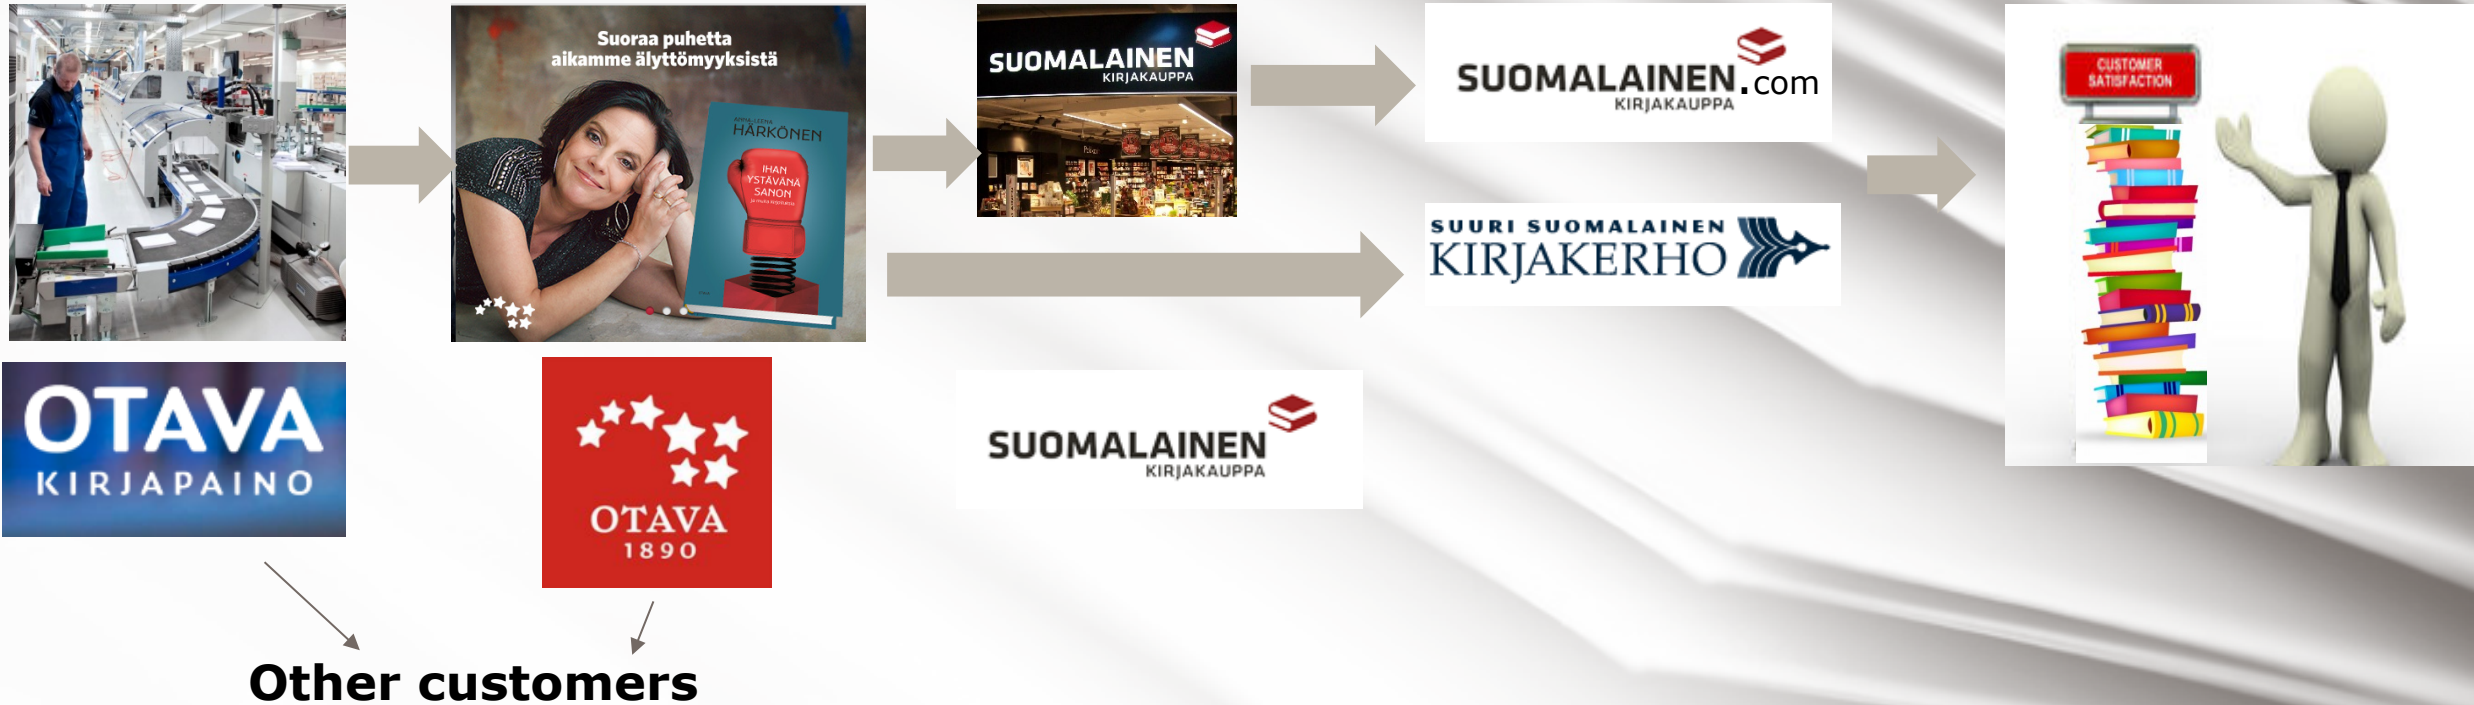 Suoraa puhetta
aikamme älyttömyyksistä
HÄRKÖNEN
IHAN
YSTÄVÄNÄ
SANON
SUOMALAINEN
KIRJAKAUPPA
SUOMALAINEN.com
KIRJAKAUPPA
SUURI SUOMALAINEN
KIRJAKERHO
CUSTOMER
SATISFACTION
OTAVA
KIRJAPAINO
OTAVA
1890
SUOMALAINEN
KIRJAKAUPPA
Other customers